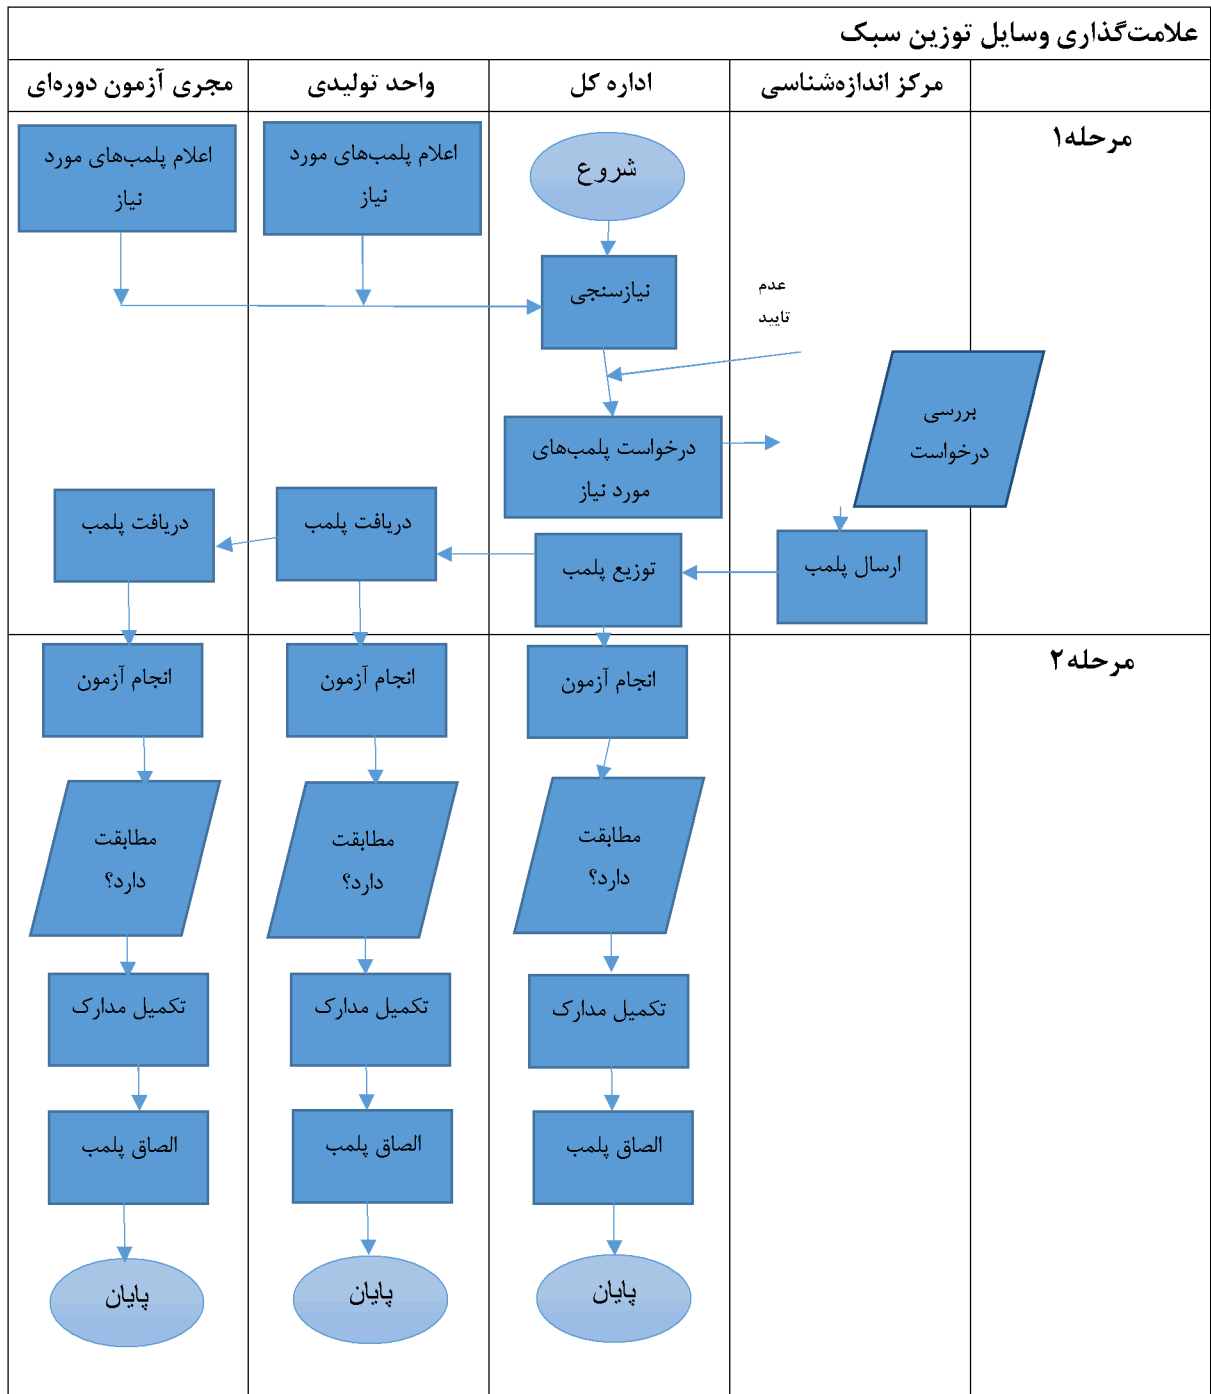 علامت‌گذاری وسایل توزین سبک
مرکز اندازه‌شناسی
اداره کل
واحد تولیدی
مجری آزمون دوره‌ای
مرحله۱
شروع
اعلام پلمب‌های مورد
نیاز
اعلام پلمب‌های مورد
نیاز
نیازسنجی
عدم
تایید
بررسی
درخواست
درخواست پلمب‌های
مورد نیاز
ارسال پلمب
توزیع پلمب
دریافت پلمب
دریافت پلمب
مرحله۲
انجام آزمون
انجام آزمون
انجام آزمون
مطابقت
دارد؟
مطابقت
دارد؟
مطابقت
دارد؟
تکمیل مدارک
تکمیل مدارک
تکمیل مدارک
الصاق پلمب
الصاق پلمب
الصاق پلمب
پایان
پایان
پایان